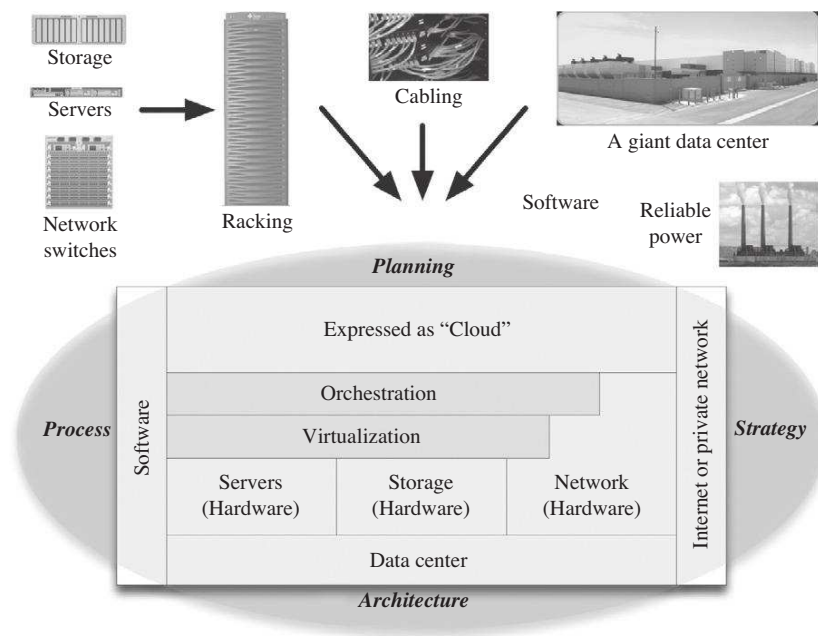 Storage
Servers
Network
switches
Racking
Cabling
A giant data center
Software
Reliable
power
Planning
Process
Strategy
Architecture
Software
Expressed as “Cloud”
Orchestration
Virtualization
Servers
(Hardware)
Storage
(Hardware)
Network
(Hardware)
Data center
Internet or private network